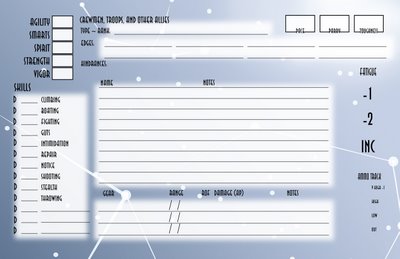 AGILITY
SMARTS
SPIRIT
STRENGTH
VIGOR
CREWMEN, TROOPS, AND OTHER ALLIES
TYPE - RANK
EDGES:
HINDRANCES:
PACE PARRY TOUGHNESS
FATIGUE
-1
-2
INC
SKILLS
D CLIMBING
D BOATING
D FIGHTING
D GUTS
D INTIMIDATION
D REPAIR
D NOTICE
D SHOOTING
D STEALTH
D THROWING
D
D
D
NAME NOTES
GEAR RANGE ROF DAMAGE (AP) NOTES
/ /
/ /
/ /
AMMO TRACK
HIGH
LOW
OUT